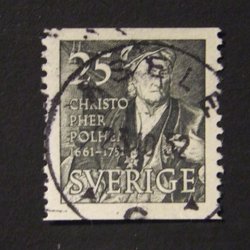 25
CHRISTO
PHER
POLHEM
1661-1751
SVERIGE